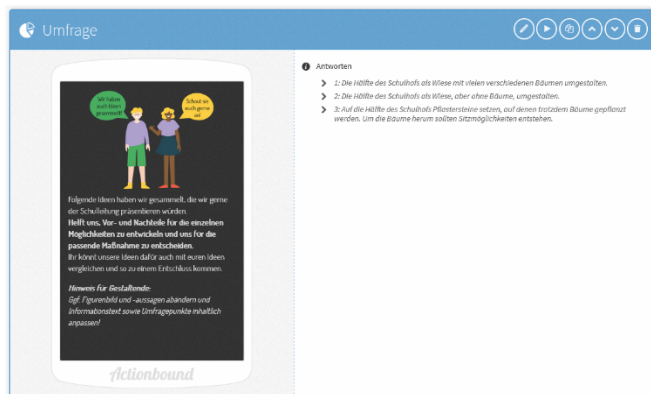 Umfrage
Wir haben
auch Ideen
gesammelt!
Schaut sie
euch gerne
an!
Folgende Ideen haben wir gesammelt, die wir gerne
der Schulleitung präsentieren würden.
Helft uns, Vor- und Nachteile für die einzelnen
Möglichkeiten zu entwickeln und uns für die
passende Maßnahme zu entscheiden.
Ihr könnt unsere Ideen dafür auch mit euren Ideen
vergleichen und so zu einem Entschluss kommen.
Hinweis für Gestaltende:
Ggf. Figurenbild und -aussagen abändern und
Informationstext sowie Umfragepunkte inhaltlich
anpassen!
Actionbound
Antworten
1: Die Hälfte des Schulhofs als Wiese mit vielen verschiedenen Bäumen umgestalten.
2: Die Hälfte des Schulhofs als Wiese, aber ohne Bäume, umgestalten.
3: Auf die Hälfte des Schulhofs Pflastersteine setzen, auf denen trotzdem Bäume gepflanzt
werden. Um die Bäume herum sollten Sitzmöglichkeiten entstehen.